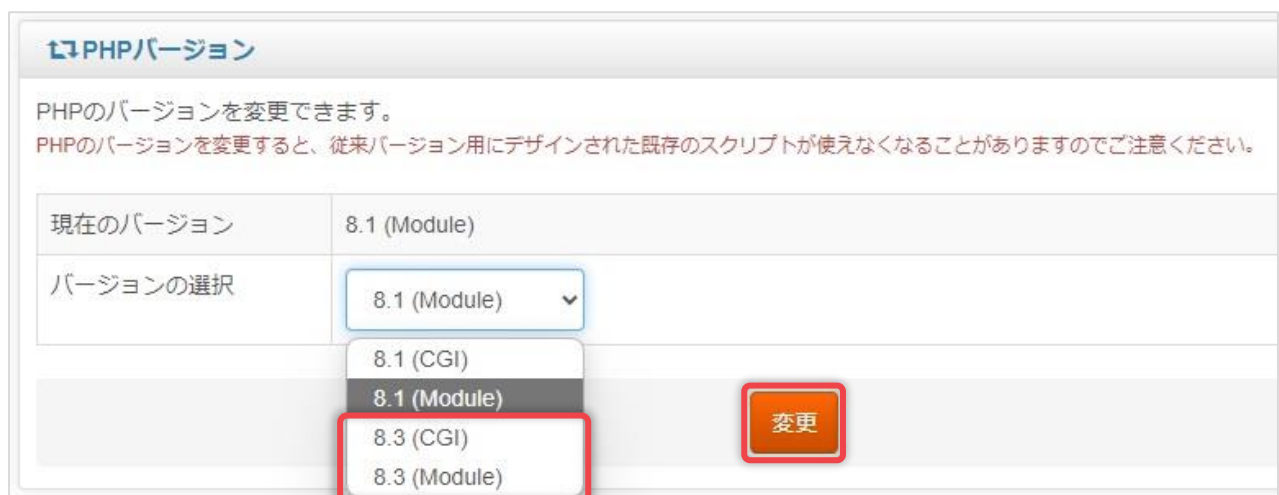 PHPバージョン
PHPのバージョンを変更できます。
PHPのバージョンを変更すると、従来バージョン用にデザインされた既存のスクリプトが使えなくなることがありますのでご注意ください。
現在のバージョン 8.1 (Module)
バージョンの選択 8.1 (Module)
8.1 (CGI)
8.1 (Module)
8.3 (CGI)
8.3 (Module)
変更